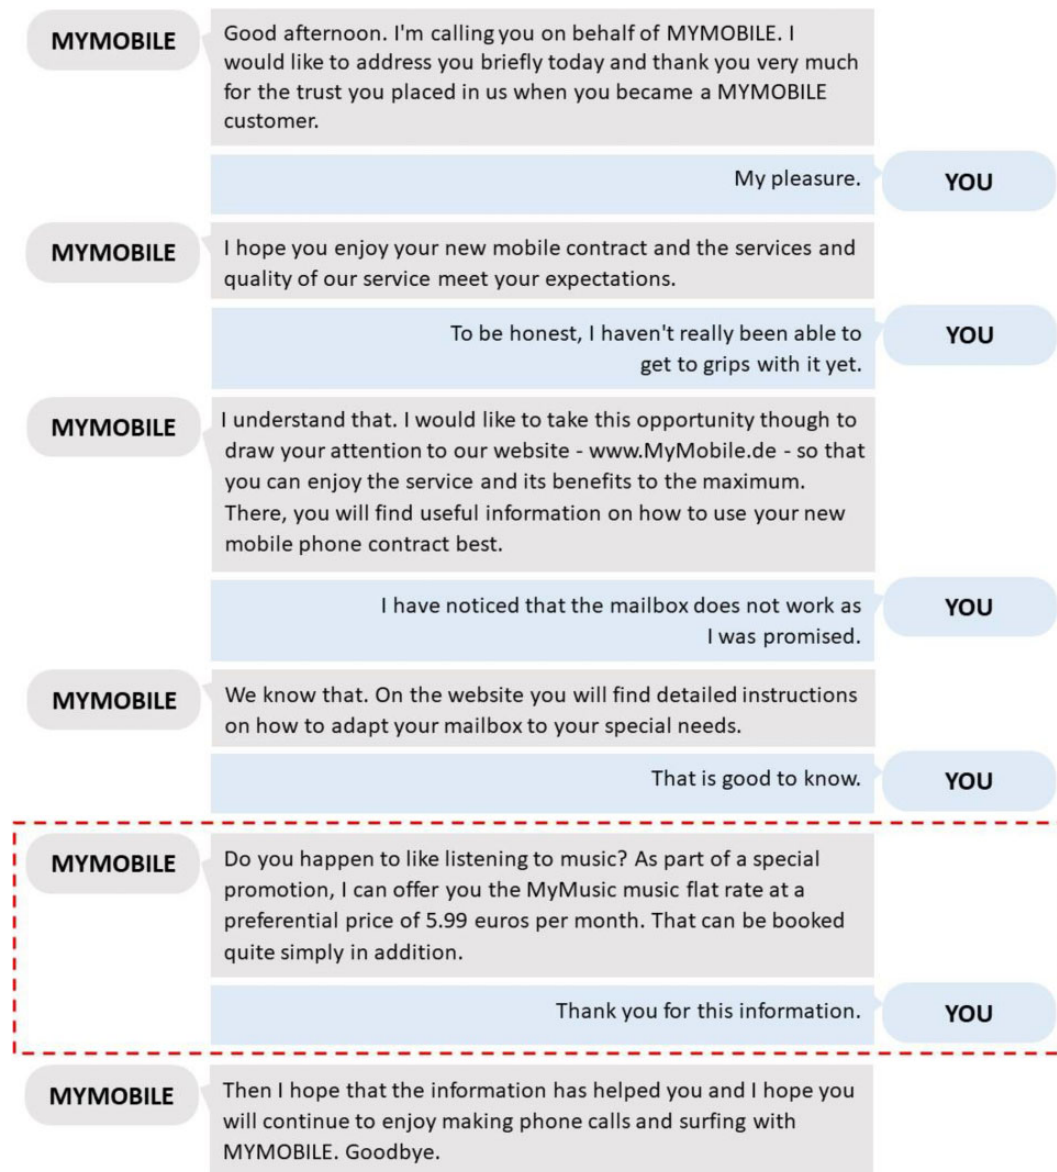 MYMOBILE
Good afternoon. I'm calling you on behalf of MYMOBILE. I
would like to address you briefly today and thank you very much
for the trust you placed in us when you became a MYMOBILE
customer.
My pleasure.
YOU
MYMOBILE
I hope you enjoy your new mobile contract and the services and
quality of our service meet your expectations.
To be honest, I haven't really been able to
get to grips with it yet.
YOU
MYMOBILE
I understand that. I would like to take this opportunity though to
draw your attention to our website - www.MyMobile.de - so that
you can enjoy the service and its benefits to the maximum.
There, you will find useful information on how to use your new
mobile phone contract best.
I have noticed that the mailbox does not work as
I was promised.
YOU
MYMOBILE
We know that. On the website you will find detailed instructions
on how to adapt your mailbox to your special needs.
That is good to know.
YOU
MYMOBILE
Do you happen to like listening to music? As part of a special
promotion, I can offer you the MyMusic music flat rate at a
preferential price of 5.99 euros per month. That can be booked
quite simply in addition.
Thank you for this information.
YOU
MYMOBILE
Then I hope that the information has helped you and I hope you
will continue to enjoy making phone calls and surfing with
MYMOBILE. Goodbye.